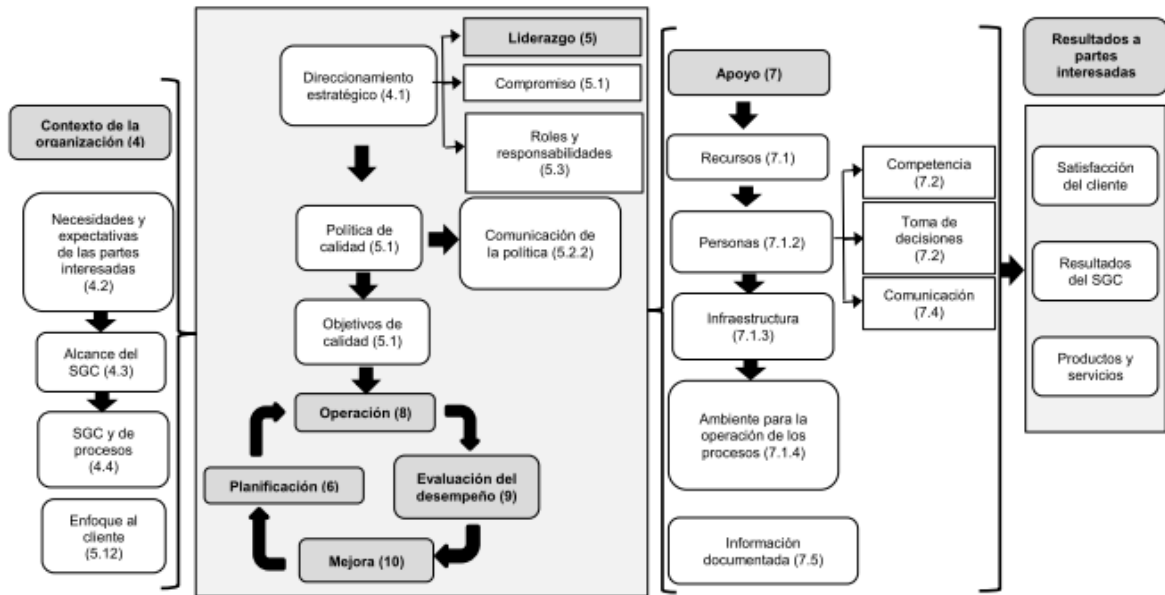 Contexto de la
organización (4)
Necesidades y
expectativas
de las partes
interesadas
(4.2)
Alcance del
SGC (4.3)
SGC y de
procesos
(4.4)
Enfoque al
cliente
(5.12)
Direccionamiento
estratégico (4.1)
Liderazgo (5)
Compromiso (5.1)
Roles y
responsabilidades
(5.3)
Política de
calidad (5.1)
Comunicación de
la política (5.2.2)
Objetivos de
calidad (5.1)
Operación (8)
Planificación (6)
Evaluación del
desempeño (9)
Mejora (10)
Apoyo (7)
Recursos (7.1)
Personas (7.1.2)
Competencia
(7.2)
Toma de
decisiones
(7.2)
Comunicación
(7.4)
Infraestructura
(7.1.3)
Ambiente para la
operación de los
procesos (7.1.4)
Información
documentada (7.5)
Resultados a
partes
interesadas
Satisfacción
del cliente
Resultados
del SGC
Productos y
servicios